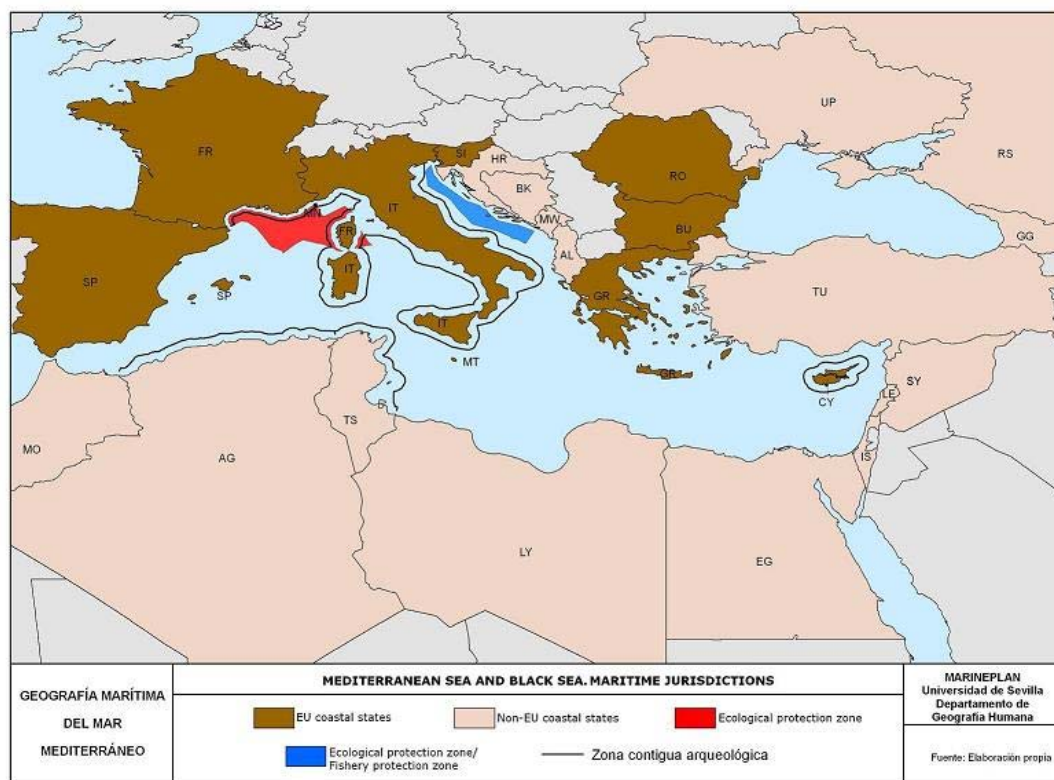 UP
FR
RS
SI
HR
RO
BK
MN
IT
MW
BU
FR
GG
AL
IT
SP
SP
GR
TU
IT
MT
GR
CY
LE
SY
TS
MO
AG
IS
LY
EG
GEOGRAFÍA MARÍTIMA
DEL MAR
MEDITERRÁNEO
MEDITERRANEAN SEA AND BLACK SEA. MARITIME JURISDICTIONS
EU coastal states
Non-EU coastal states
Ecological protection zone
Ecological protection zone/
Fishery protection zone
Zona contigua arqueológica
MARINEPLAN
Universidad de Sevilla
Departamento de
Geografía Humana
Fuente: Elaboración propia